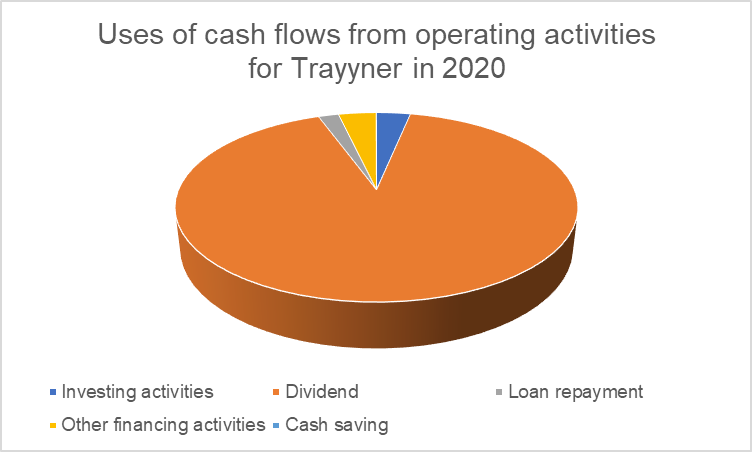 Uses of cash flows from operating activities
for Trayyner in 2020
Investing activities
Dividend
Loan repayment
Other financing activities
Cash saving